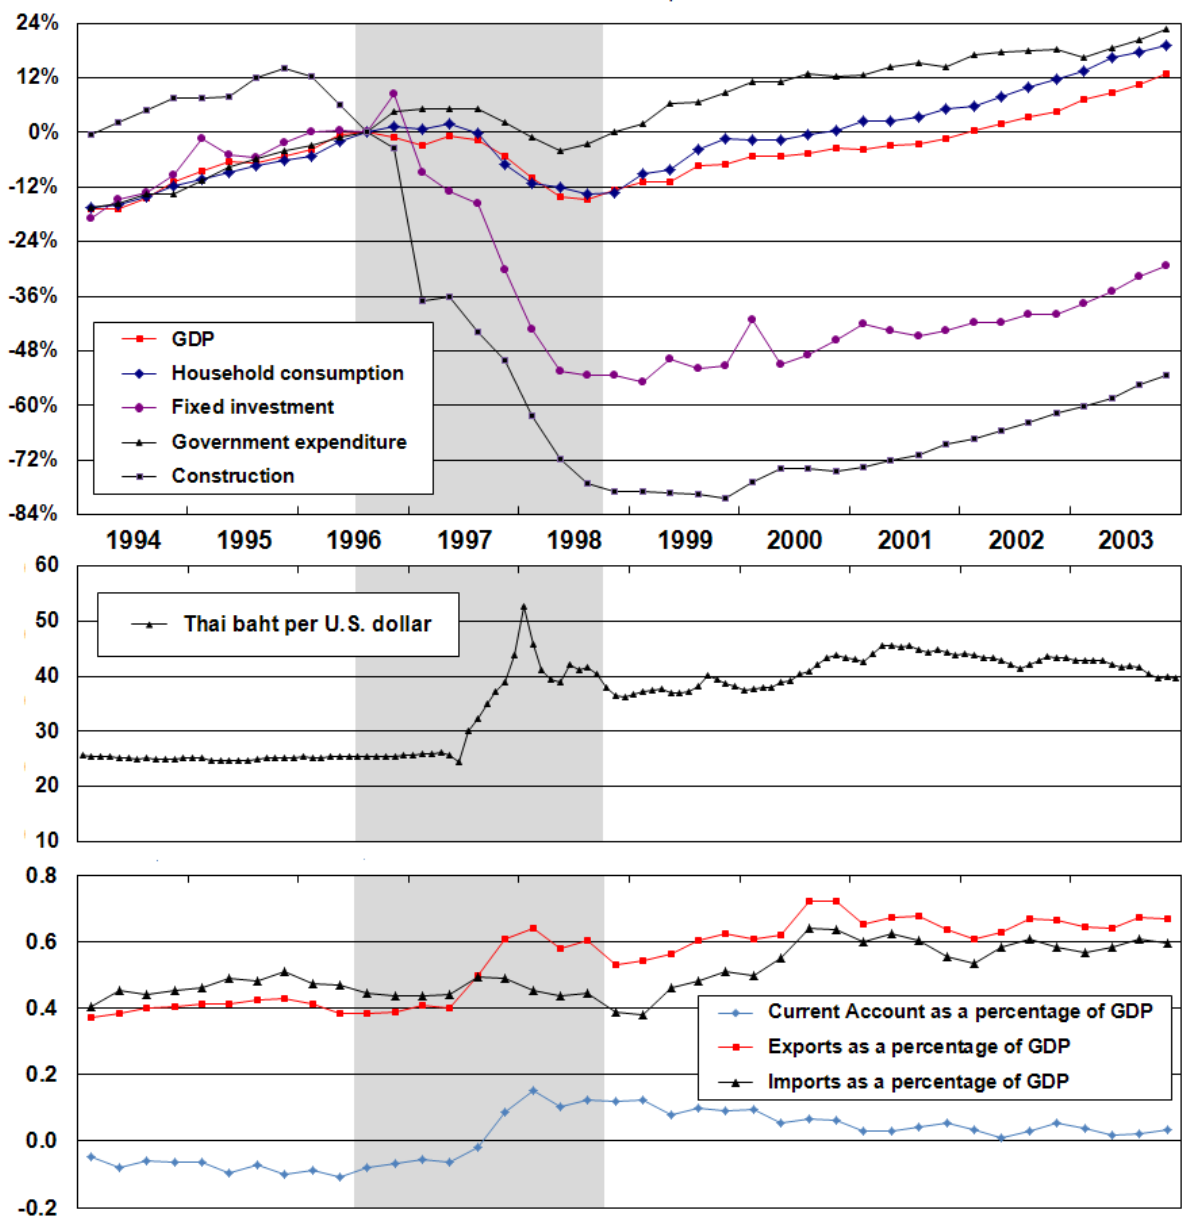 24%
12%
0%
-12%
-24%
-36%
-48%
-60%
-72%
-84%
GDP
Household consumption
Fixed investment
Government expenditure
Construction
1994 1995 1996 1997 1998 1999 2000 2001 2002 2003
60
50
40
30
20
10
Thai baht per U.S. dollar
0.8
0.6
0.4
0.2
0.0
-0.2
Current Account as a percentage of GDP
Exports as a percentage of GDP
Imports as a percentage of GDP